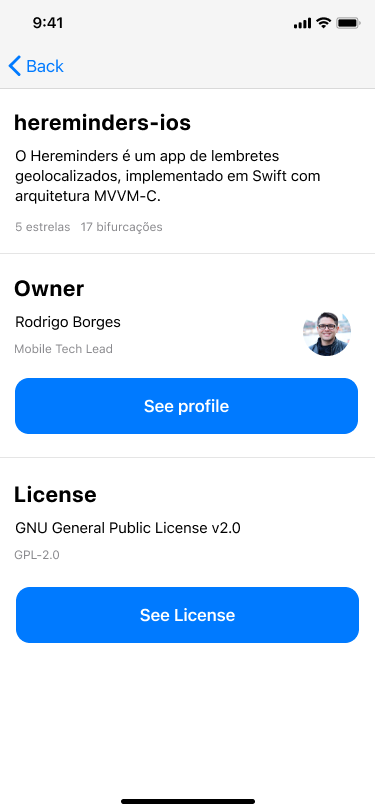 9:41
Back
hereminders-ios
O Hereminders é um app de lembretes
geolocalizados, implementado em Swift com
arquitetura MVVM-C.
5 estrelas 17 bifurcações
Owner
Rodrigo Borges
Mobile Tech Lead
See profile
License
GNU General Public License v2.0
GPL-2.0
See License